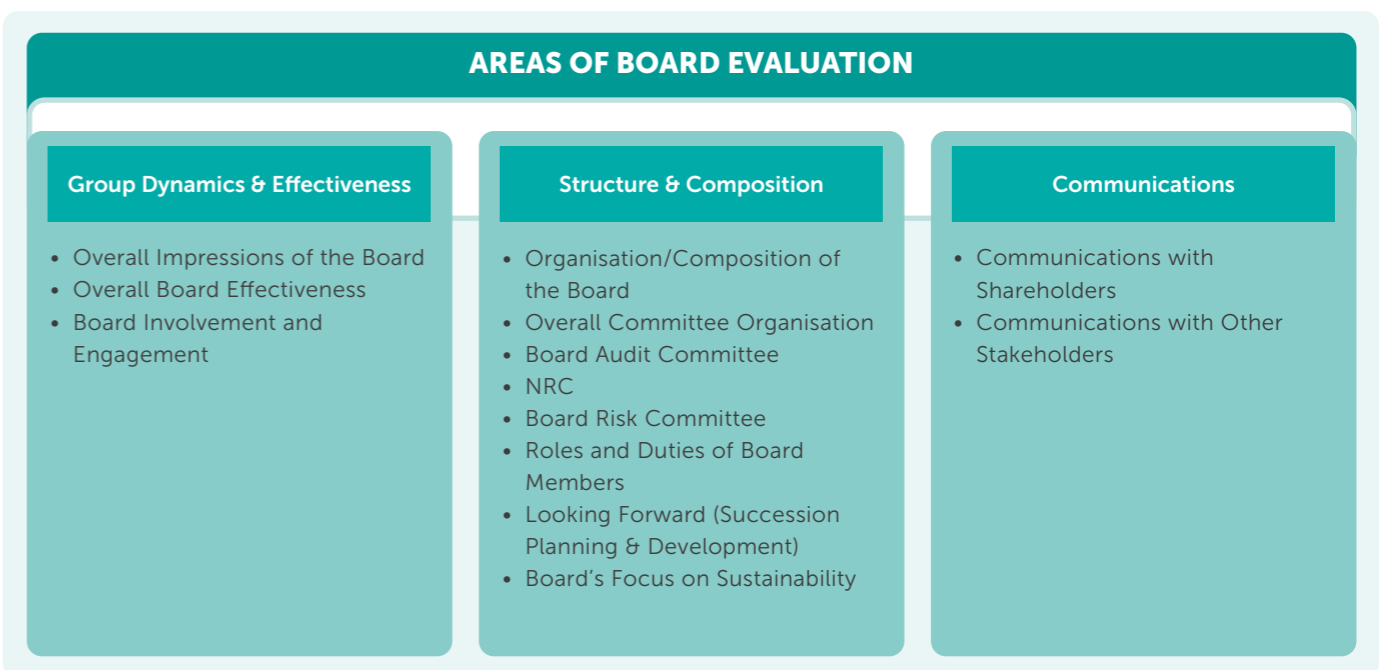 AREAS OF BOARD EVALUATION
Group Dynamics & Effectiveness
• Overall Impressions of the Board
• Overall Board Effectiveness
• Board Involvement and
Engagement
Structure & Composition
• Organisation/Composition of
the Board
• Overall Committee Organisation
• Board Audit Committee
• NRC
• Board Risk Committee
• Roles and Duties of Board
Members
• Looking Forward (Succession
Planning & Development)
• Board’s Focus on Sustainability
Communications
• Communications with
Shareholders
• Communications with Other
Stakeholders